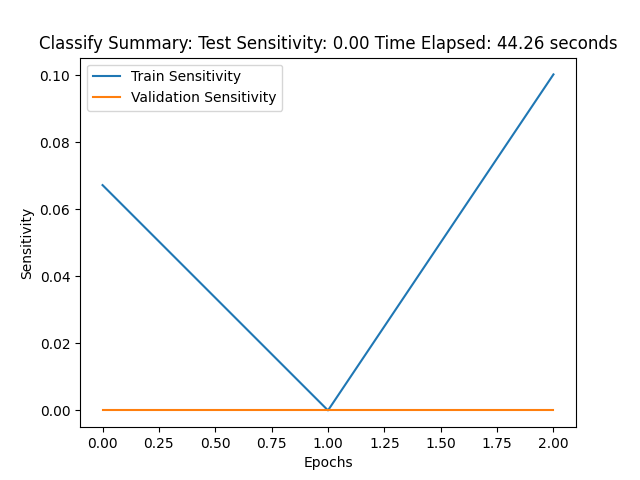 Classify Summary: Test Sensitivity: 0.00 Time Elapsed: 44.26 seconds
Train Sensitivity
Validation Sensitivity
0.10
0.08
0.06
0.04
0.02
0.00
Sensitivity
0.00 0.25 0.50 0.75 1.00 1.25 1.50 1.75 2.00
Epochs